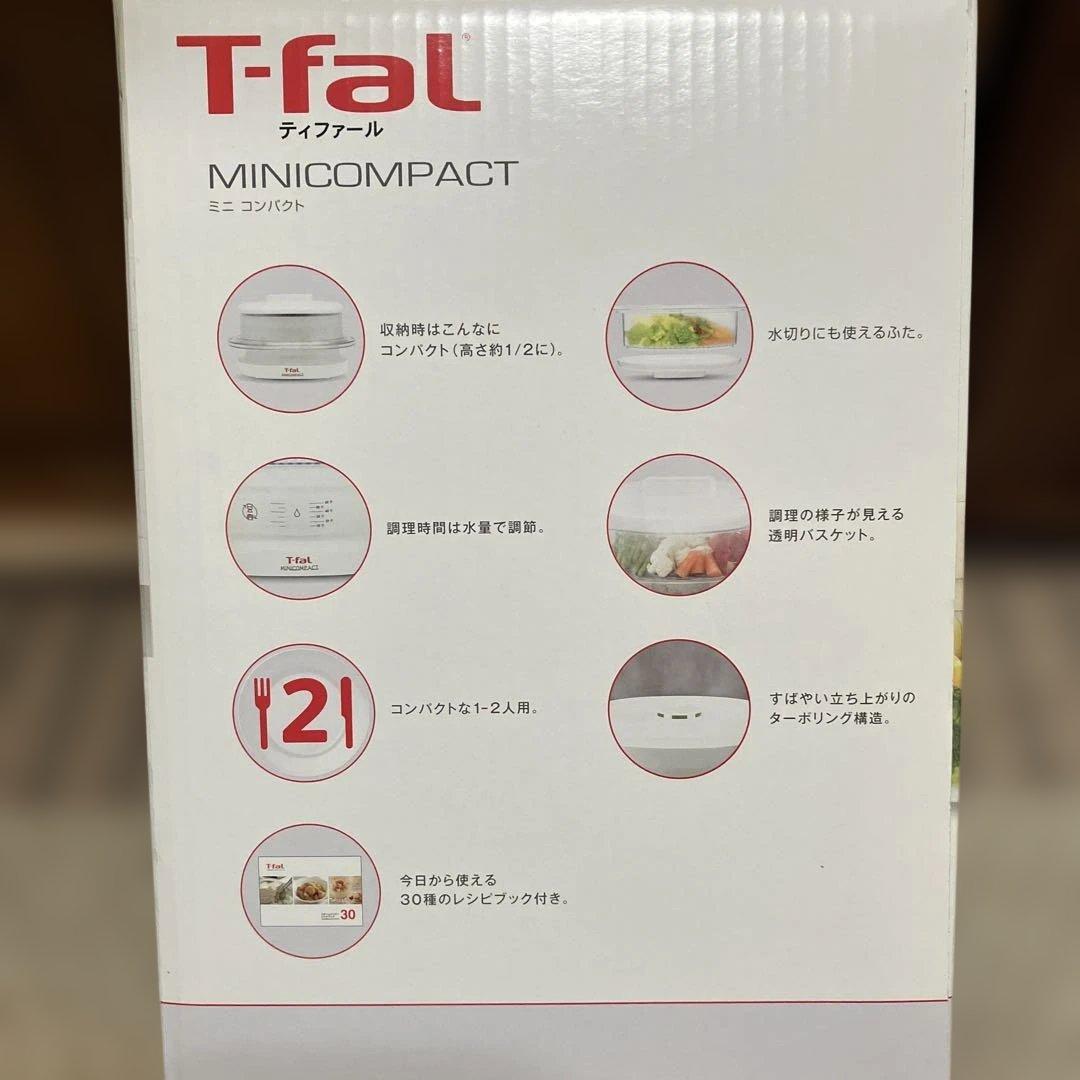 T-fal®
ティファール
MINICOMPACT
ミニ コンパクト
T-fal
MINICOMPACT
収納時はこんなに
コンパクト(高さ約1/2に)。
水切りにも使えるふた。
T-fal
MINICOMPACT
調理時間は水量で調節。
調理の様子が見える
透明バスケット。
2
コンパクトな1-2人用。
すばやい立ち上がりの
ターボリング構造。
T-fal
30
今日から使える
30種のレシピブック付き。